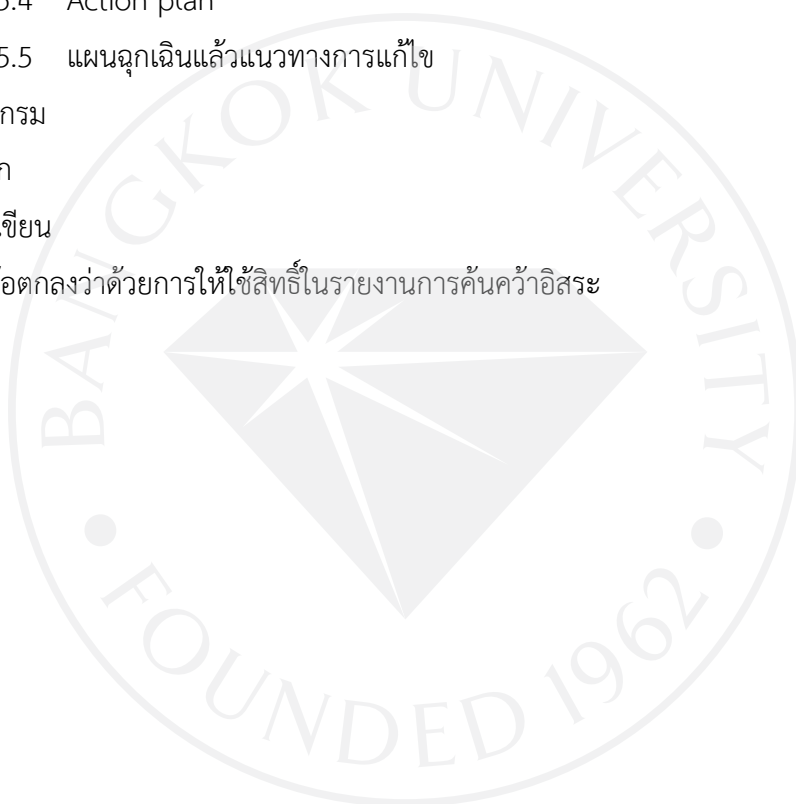 5.4 Action plan
5.5 แผนฉุกเฉินแล้วแนวทางการแก้ไข
กรม
ก
เขียน
้อตกลงว่าด้วยการให้ใช้สิทธิ์ในรายงานการค้นคว้าอิสระ
BANGKOK UNIVERSITY
FOUNDED 1962